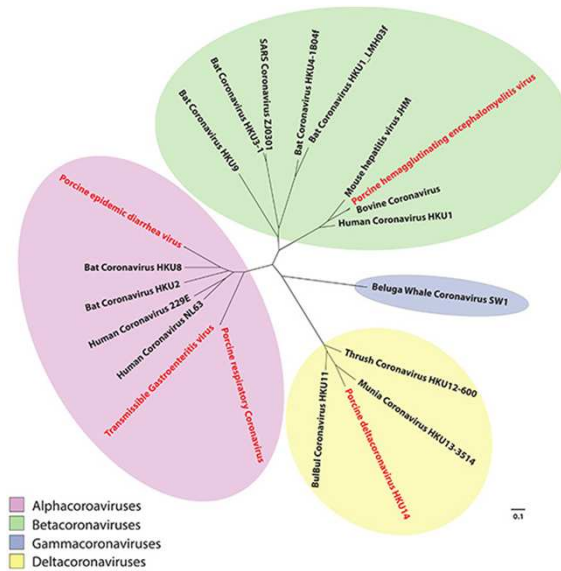 Bat Coronavirus HKU9
Bat Coronavirus HKU3-1
SARS Coronavirus ZJ0301
Bat Coronavirus HKU4-1B04f
Bat Coronavirus HKU1_LMH03f
Mouse hepatitis virus JHM
Porcine hemagglutinating encephalomyelitis virus
Bovine Coronavirus
Human Coronavirus HKU1
Porcine epidemic diarrhea virus
Bat Coronavirus HKU8
Bat Coronavirus HKU2
Human Coronavirus 229E
Human Coronavirus NL63
Transmissible Gastroenteritis virus
Porcine respiratory Coronavirus
Beluga Whale Coronavirus SW1
Thrush Coronavirus HKU12-600
Munia Coronavirus HKU13-3514
Porcine deltacoronavirus HKU14
BulBul Coronavirus HKU11
0.1
Alphacoroaviruses
Betacoronaviruses
Gammacoronaviruses
Deltacoronaviruses